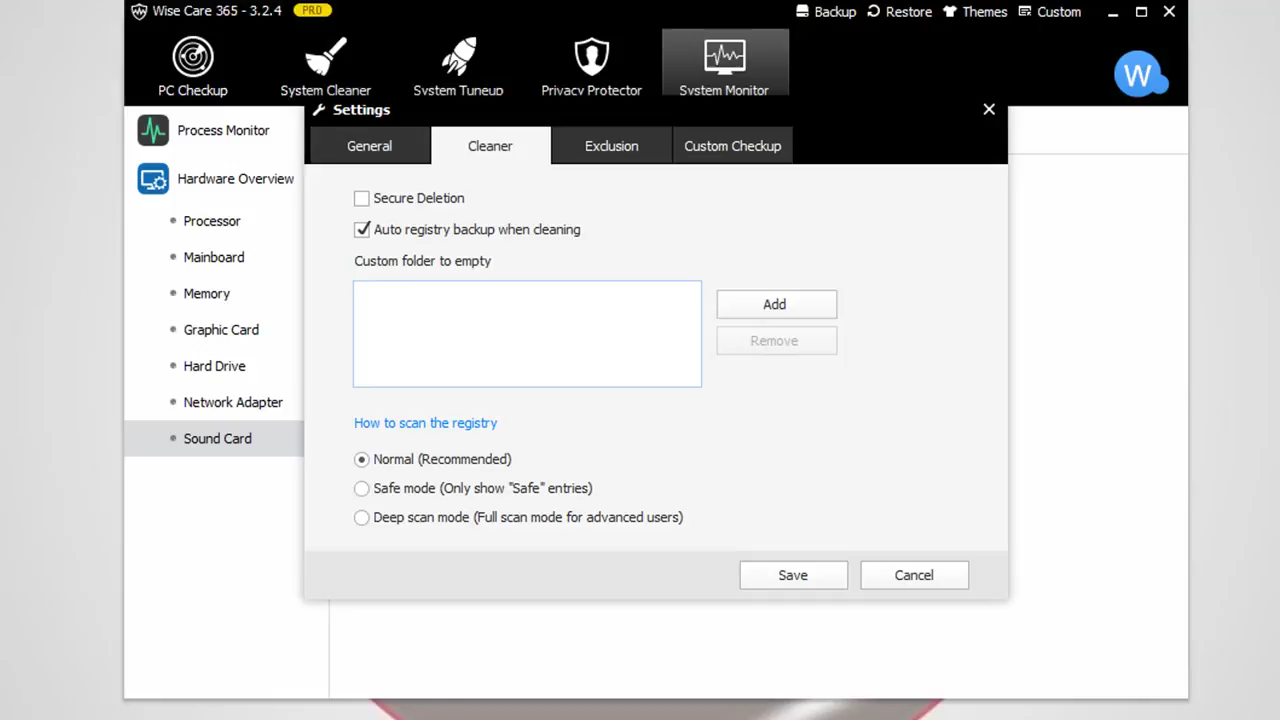 Wise Care 365 - 3.2.4 PRO Backup Restore Themes Custom
PC Checkup System Cleaner System Tuneup Privacy Protector System Monitor
W
Settings
General Cleaner Exclusion Custom Checkup
Process Monitor
Hardware Overview
Processor
Mainboard
Memory
Graphic Card
Hard Drive
Network Adapter
Sound Card
Secure Deletion
Auto registry backup when cleaning
Custom folder to empty
Add
Remove
How to scan the registry
Normal (Recommended)
Safe mode (Only show "Safe" entries)
Deep scan mode (Full scan mode for advanced users)
Save Cancel